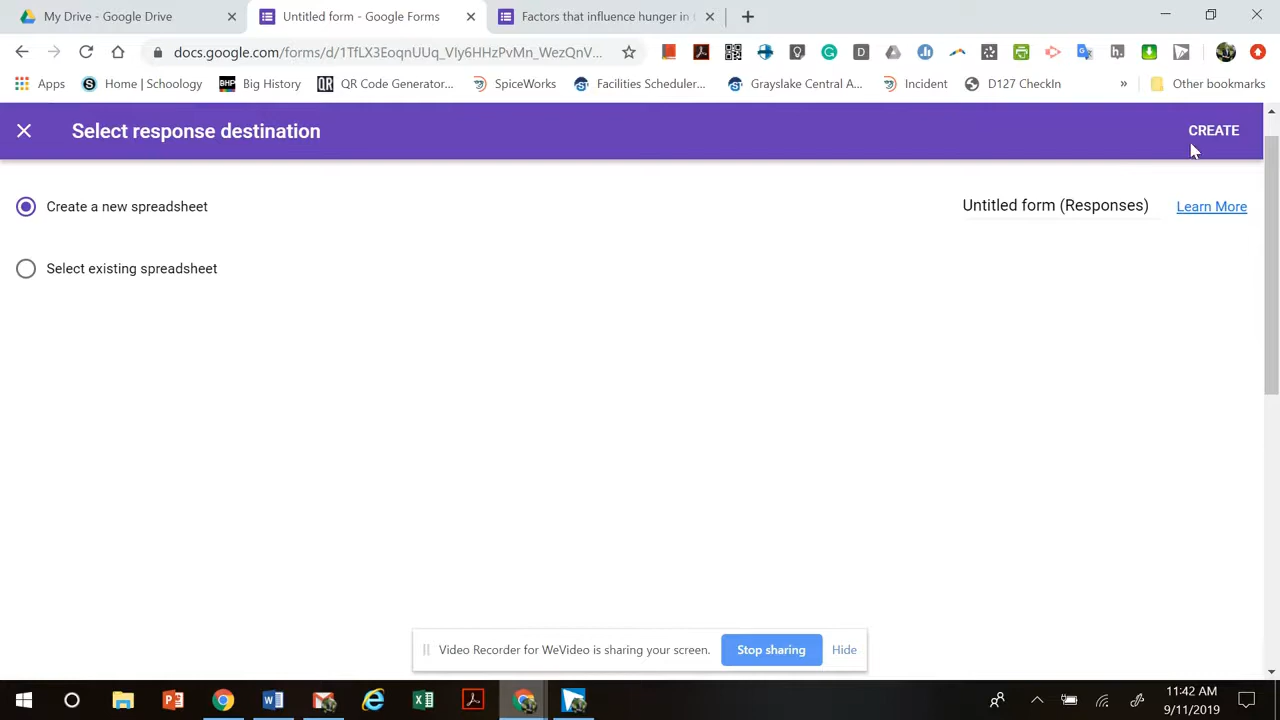 My Drive - Google Drive
Untitled form - Google Forms
Factors that influence hunger in
docs.google.com/forms/d/1TfLX3EoqnUUq_VIy6HHzPvMn_WezQnV...
Apps
Home | Schoology
BHP
Big History
QR
QR Code Generator...
SpiceWorks
Facilities Scheduler...
Grayslake Central A...
Incident
D127 CheckIn
»
Other bookmarks
Select response destination
CREATE
Create a new spreadsheet
Untitled form (Responses)
Learn More
Select existing spreadsheet
Video Recorder for WeVideo is sharing your screen.
Stop sharing
Hide
11:42 AM
9/11/2019